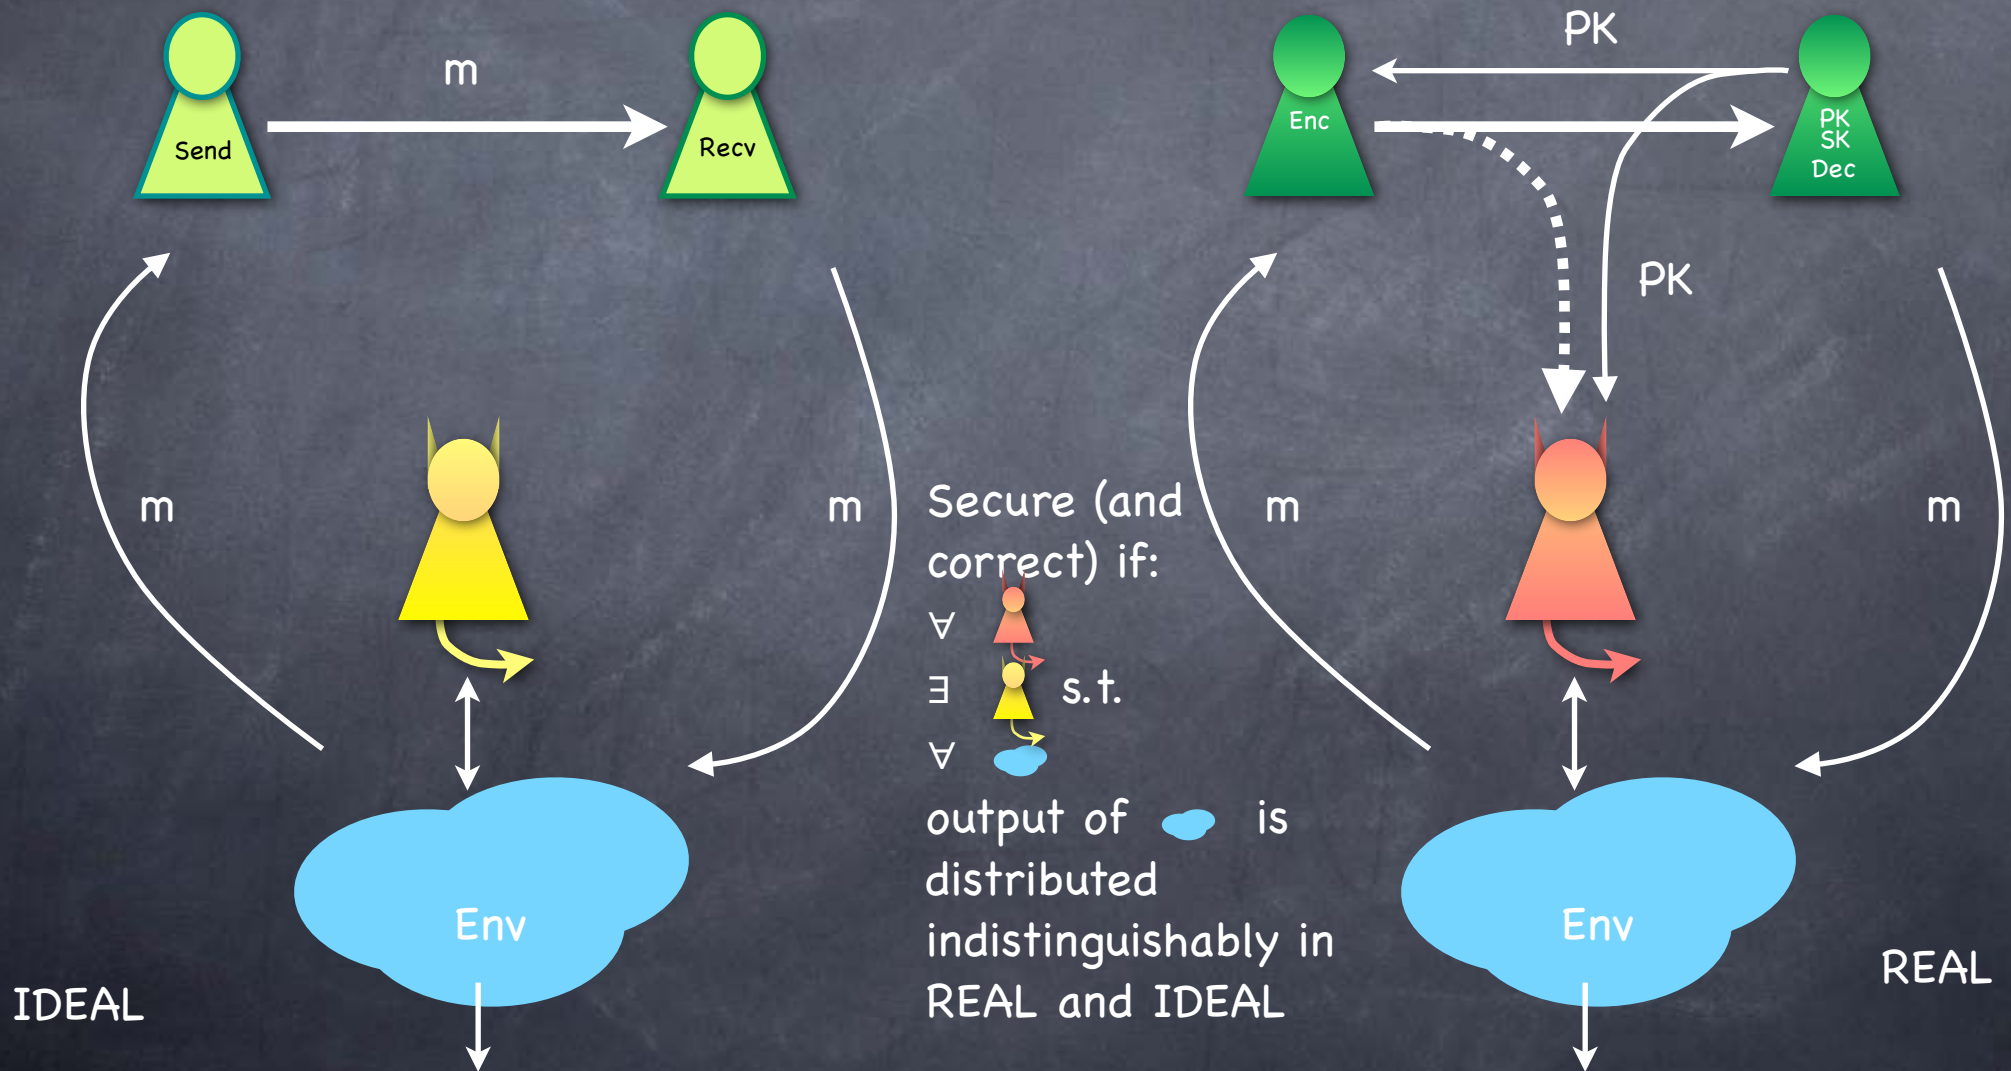 m
Send
Recv
m
m
IDEAL
Env
Secure (and
correct) if:
∀
∃ s.t.
∀
output of is
distributed
indistinguishably in
REAL and IDEAL
PK
Enc
PK
SK
Dec
PK
m
m
Env
REAL